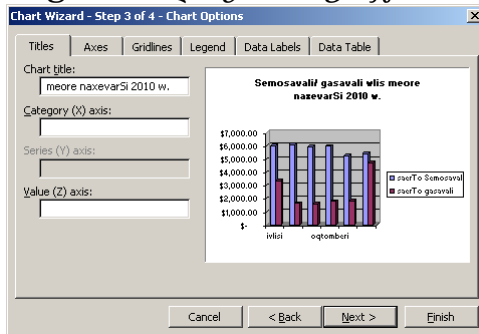 Chart Wizard - Step 3 of 4 - Chart Options
Titles Axes Gridlines Legend Data Labels Data Table
Chart title:
meore naxevarSi 2010 w.
Category (X) axis:
Series (Y) axis:
Value (Z) axis:
Semosavali/ gasavali wlis meore
naxevarSi 2010 w.
$7,000.00
$6,000.00
$5,000.00
$4,000.00
$3,000.00
$2,000.00
$1,000.00
$-
ivlisi oqtomberi
saerTo Semosaval
saerTo gasavali
Cancel < Back Next > Finish